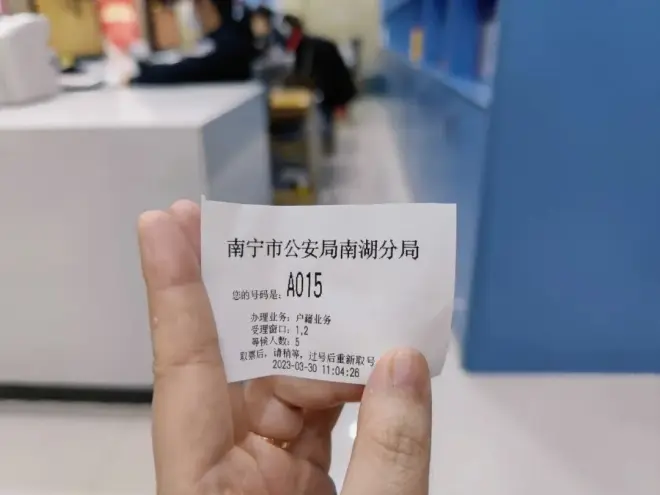 南宁市公安局南湖分局
您的号码是: A015
办理业务: 户籍业务
受理窗口: 1,2
等候人数: 5
取票后, 请稍等, 过号后重新取号
2023-03-30 11:04:28